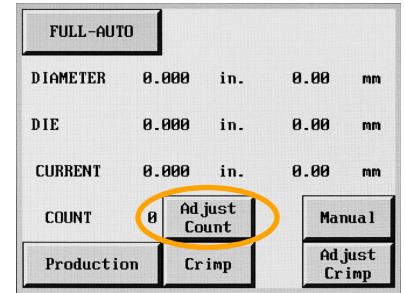 FULL-AUTO
DIAMETER 0.000 in. 0.00 mm
DIE 0.000 in. 0.00 mm
CURRENT 0.000 in. 0.00 mm
COUNT 0 Adjust Count Manual
Production Crimp Adjust Crimp